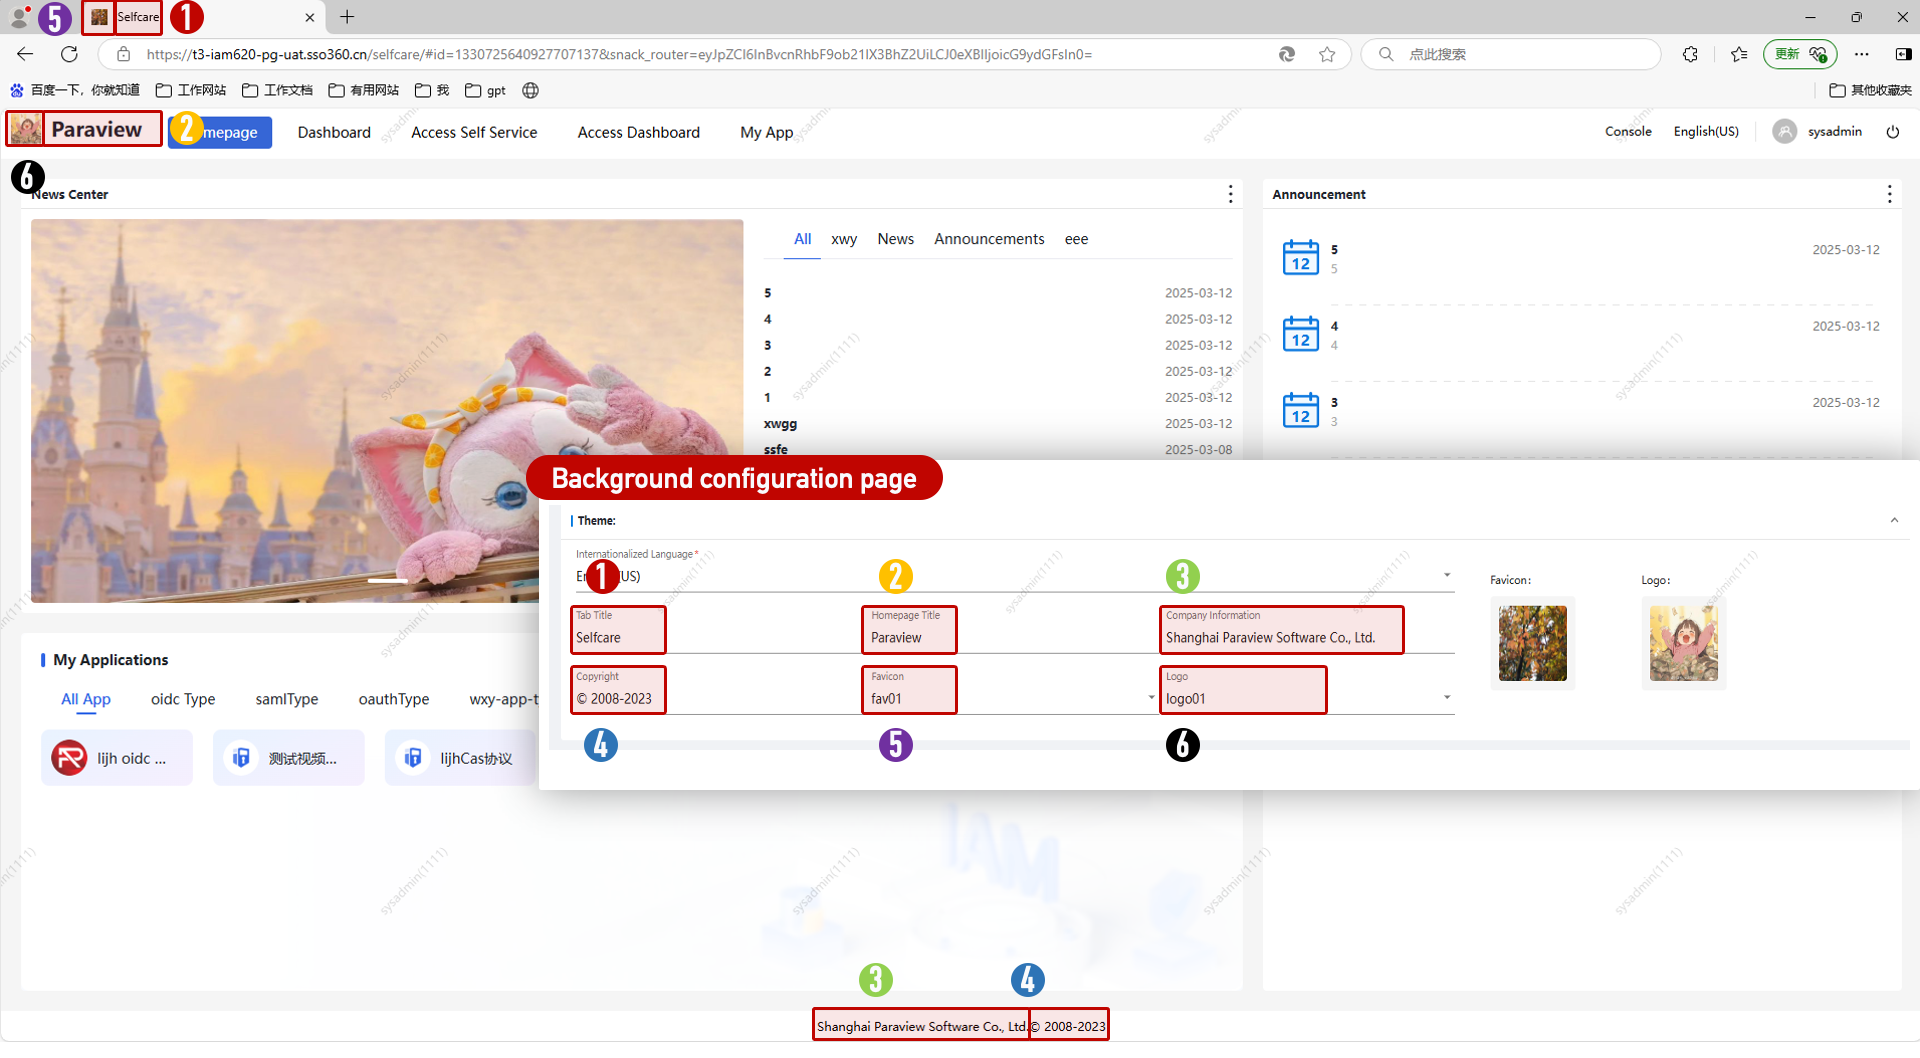 5
Selfcare
1
https://t3-iam620-pg-uat.sso360.cn/selfcare/#id=1330725640927707137&snack_router=eyJpZCI6InBvcnRhbF9ob21lX3BhZ2UiLCJ0eXBlIjoicG9ydGFsIn0=
点此搜索
更新
百度一下，你就知道
工作网站
工作文档
有用网站
我
gpt
其他收藏夹
Paraview
2
mepage
Dashboard
Access Self Service
Access Dashboard
My App
Console
English(US)
sysadmin
6
News Center
All
xwy
News
Announcements
eee
5 2025-03-12
4 2025-03-12
3 2025-03-12
2 2025-03-12
1 2025-03-12
xwgg 2025-03-12
ssfe 2025-03-08
Announcement
12
5 2025-03-12
5
12
4 2025-03-12
4
12
3 2025-03-12
3
Background configuration page
Theme:
Internationalized Language*
En
1
(US)
2
3
Favicon:
Logo:
Tab Title
Selfcare
Homepage Title
Paraview
Company Information
Shanghai Paraview Software Co., Ltd.
Copyright
© 2008-2023
Favicon
fav01
Logo
logo01
4
5
6
My Applications
All App
oidc Type
samlType
oauthType
wxy-app-t
lijh oidc ...
测试视频...
lijhCas协议
IAM
3
4
Shanghai Paraview Software Co., Ltd.
© 2008-2023
sysadmin(1111)